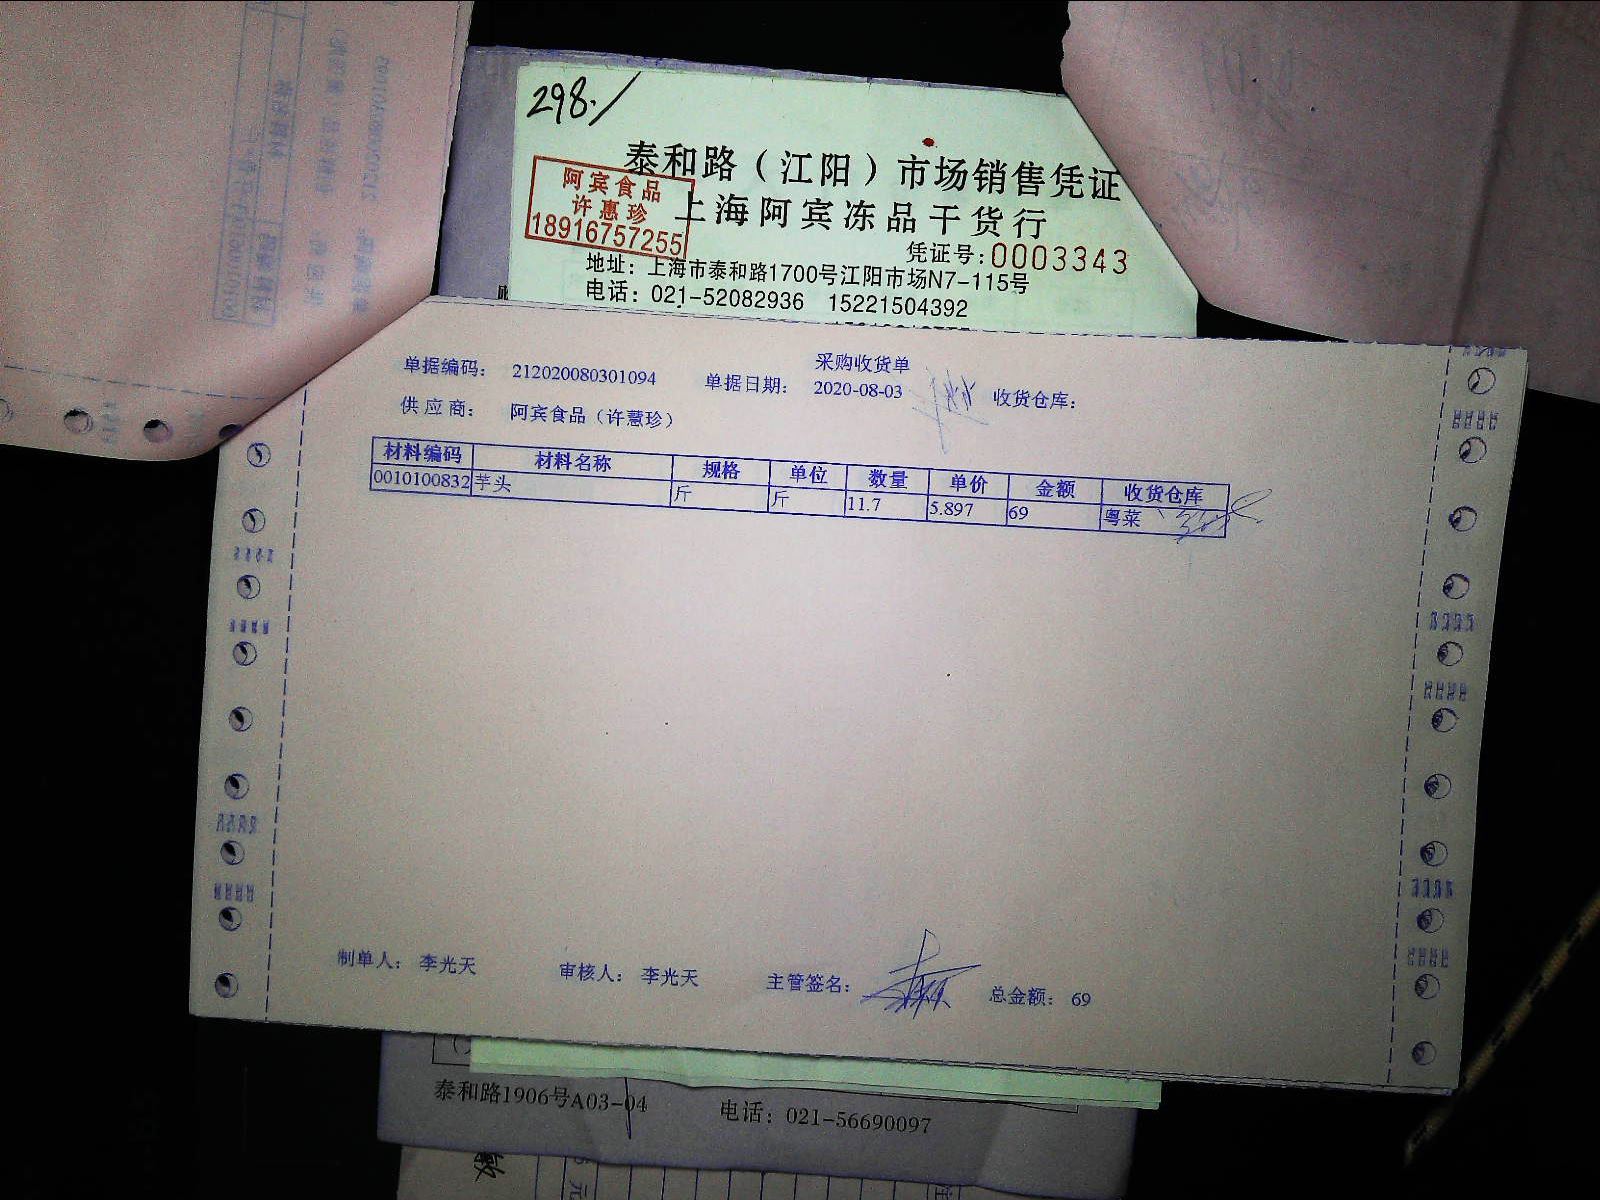 298./
泰和路（江阳）市场销售凭证
阿宾食品
许惠珍
18916757255
上海阿宾冻品干货行
凭证号:0003343
地址：上海市泰和路1700号江阳市场N7-115号
电话：021-52082936 15221504392
采购收货单
单据编码： 212020080301094 单据日期： 2020-08-03 收货仓库：
供应商： 阿宾食品（许慧珍）
材料编码 材料名称 规格 单位 数量 单价 金额 收货仓库
0010100832 芋头 斤 斤 11.7 5.897 69 粤菜
制单人： 李光天 审核人： 李光天 主管签名： 总金额： 69
泰和路1906号A03-04 电话：021-56690097